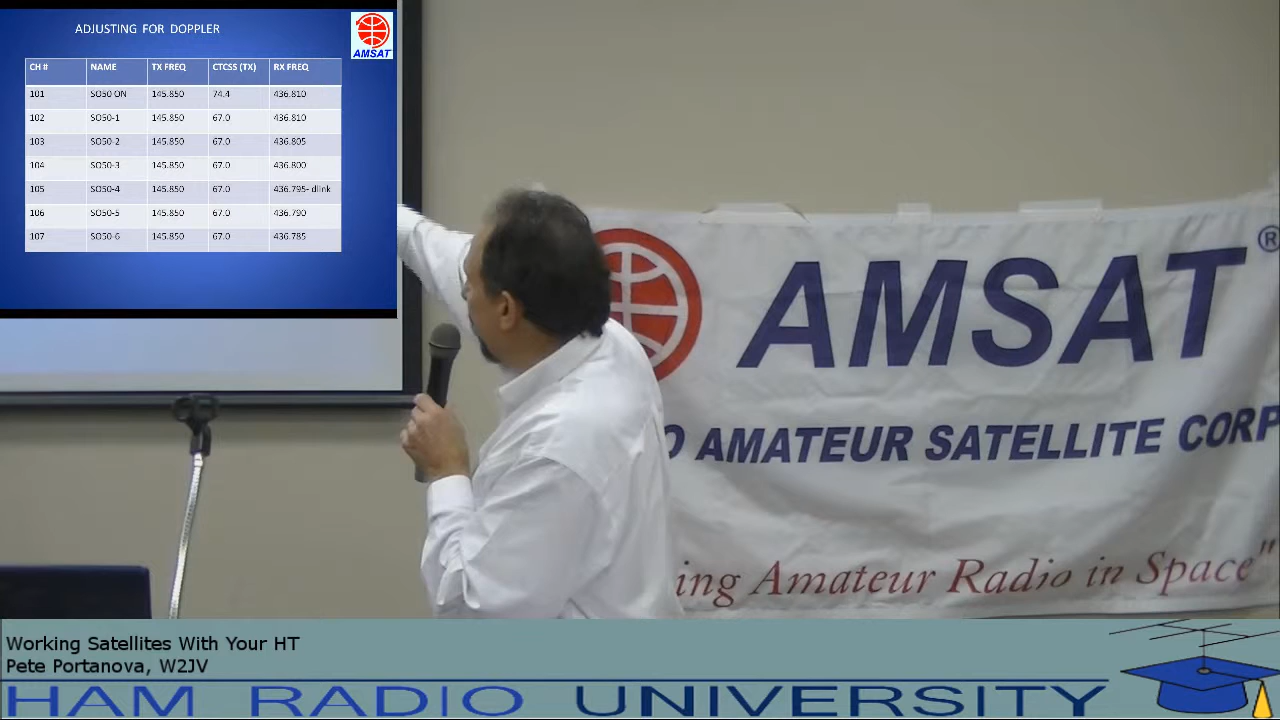 ADJUSTING FOR DOPPLER
AMSAT
CH # NAME TX FREQ CTCSS (TX) RX FREQ
101 SO50 ON 145.850 74.4 436.810
102 SO50-1 145.850 67.0 436.810
103 SO50-2 145.850 67.0 436.805
104 SO50-3 145.850 67.0 436.800
105 SO50-4 145.850 67.0 436.795- dlink
106 SO50-5 145.850 67.0 436.790
107 SO50-6 145.850 67.0 436.785
AMSAT®
O AMATEUR SATELLITE CORP
ing Amateur Radio in Space"
Working Satellites With Your HT
Pete Portanova, W2JV
HAM RADIO UNIVERSITY